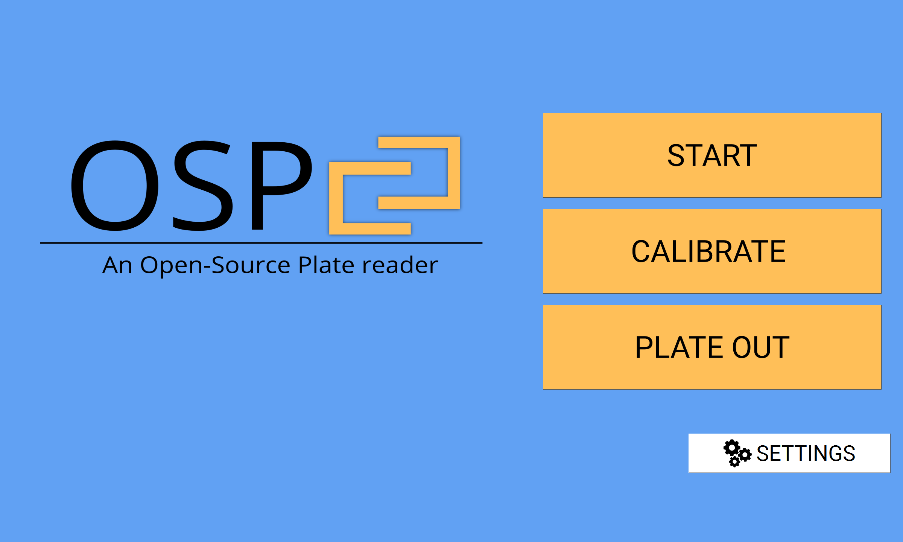 OSP
An Open-Source Plate reader
START
CALIBRATE
PLATE OUT
SETTINGS